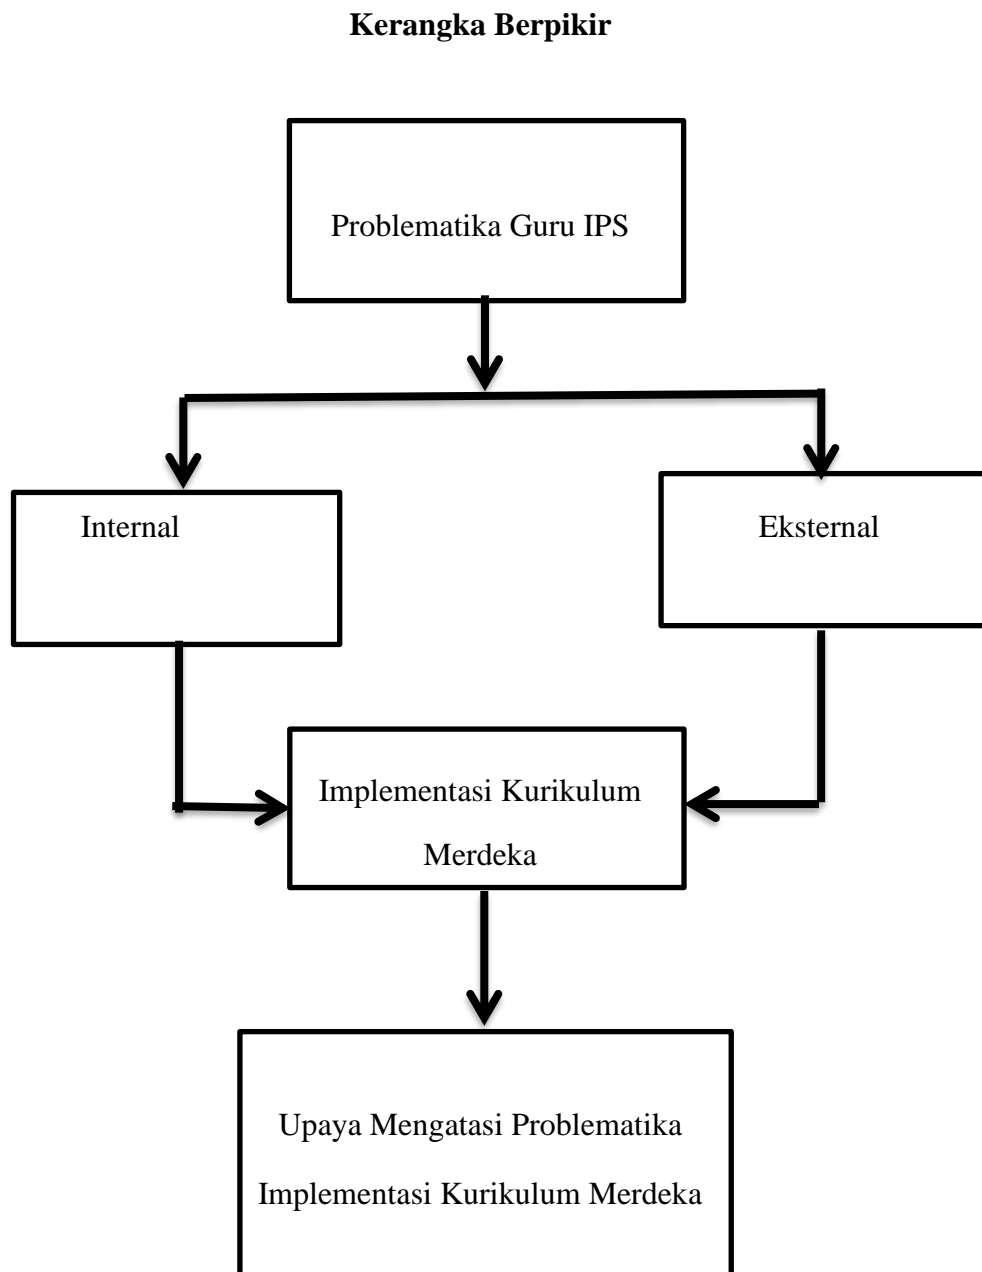 Kerangka Berpikir
Problematika Guru IPS
Internal
Eksternal
Implementasi Kurikulum
Merdeka
Upaya Mengatasi Problematika
Implementasi Kurikulum Merdeka